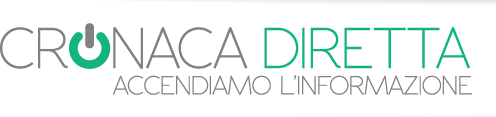 CRONACA DIRETTA
ACCENDIAMO L'INFORMAZIONE